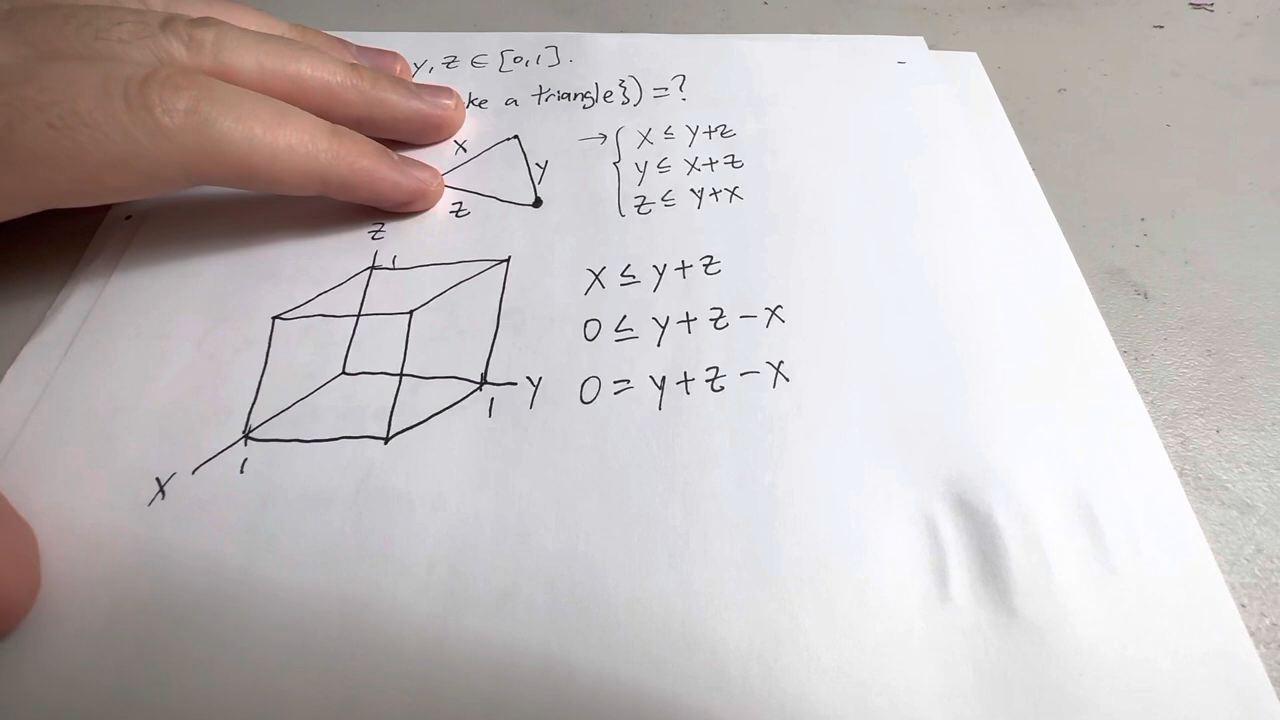 y, z ∈ [0,1].
ke a triangle}) = ?
x
y
z
→ { x ≤ y+z
y ≤ x+z
z ≤ y+x
z
1
y
1
x
1
x ≤ y+z
0 ≤ y+z-x
0 = y+z-x